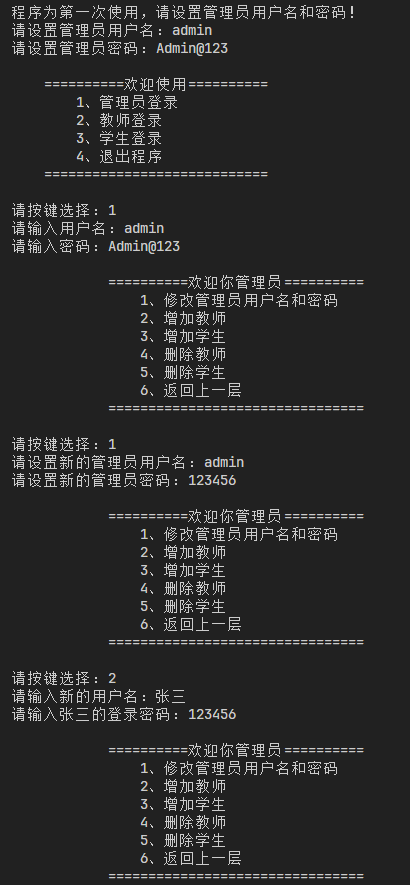 程序为第一次使用，请设置管理员用户名和密码！
请设置管理员用户名：admin
请设置管理员密码：Admin@123
==========欢迎使用==========
1、管理员登录
2、教师登录
3、学生登录
4、退出程序
============================
请按键选择：1
请输入用户名：admin
请输入密码：Admin@123
==========欢迎你管理员==========
1、修改管理员用户名和密码
2、增加教师
3、增加学生
4、删除教师
5、删除学生
6、返回上一层
================================
请按键选择：1
请设置新的管理员用户名：admin
请设置新的管理员密码：123456
==========欢迎你管理员==========
1、修改管理员用户名和密码
2、增加教师
3、增加学生
4、删除教师
5、删除学生
6、返回上一层
================================
请按键选择：2
请输入新的用户名：张三
请输入张三的登录密码：123456
==========欢迎你管理员==========
1、修改管理员用户名和密码
2、增加教师
3、增加学生
4、删除教师
5、删除学生
6、返回上一层
================================